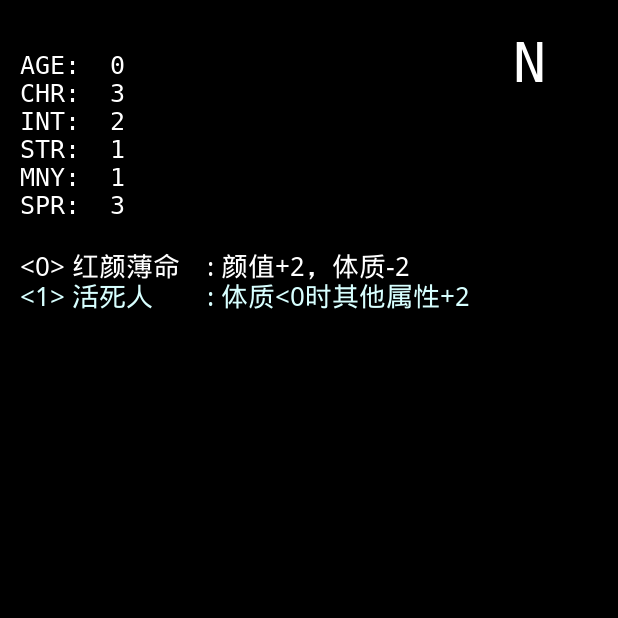 N
AGE: 0
CHR: 3
INT: 2
STR: 1
MNY: 1
SPR: 3
<0> 红颜薄命 : 颜值+2，体质-2
<1> 活死人 : 体质<0时其他属性+2